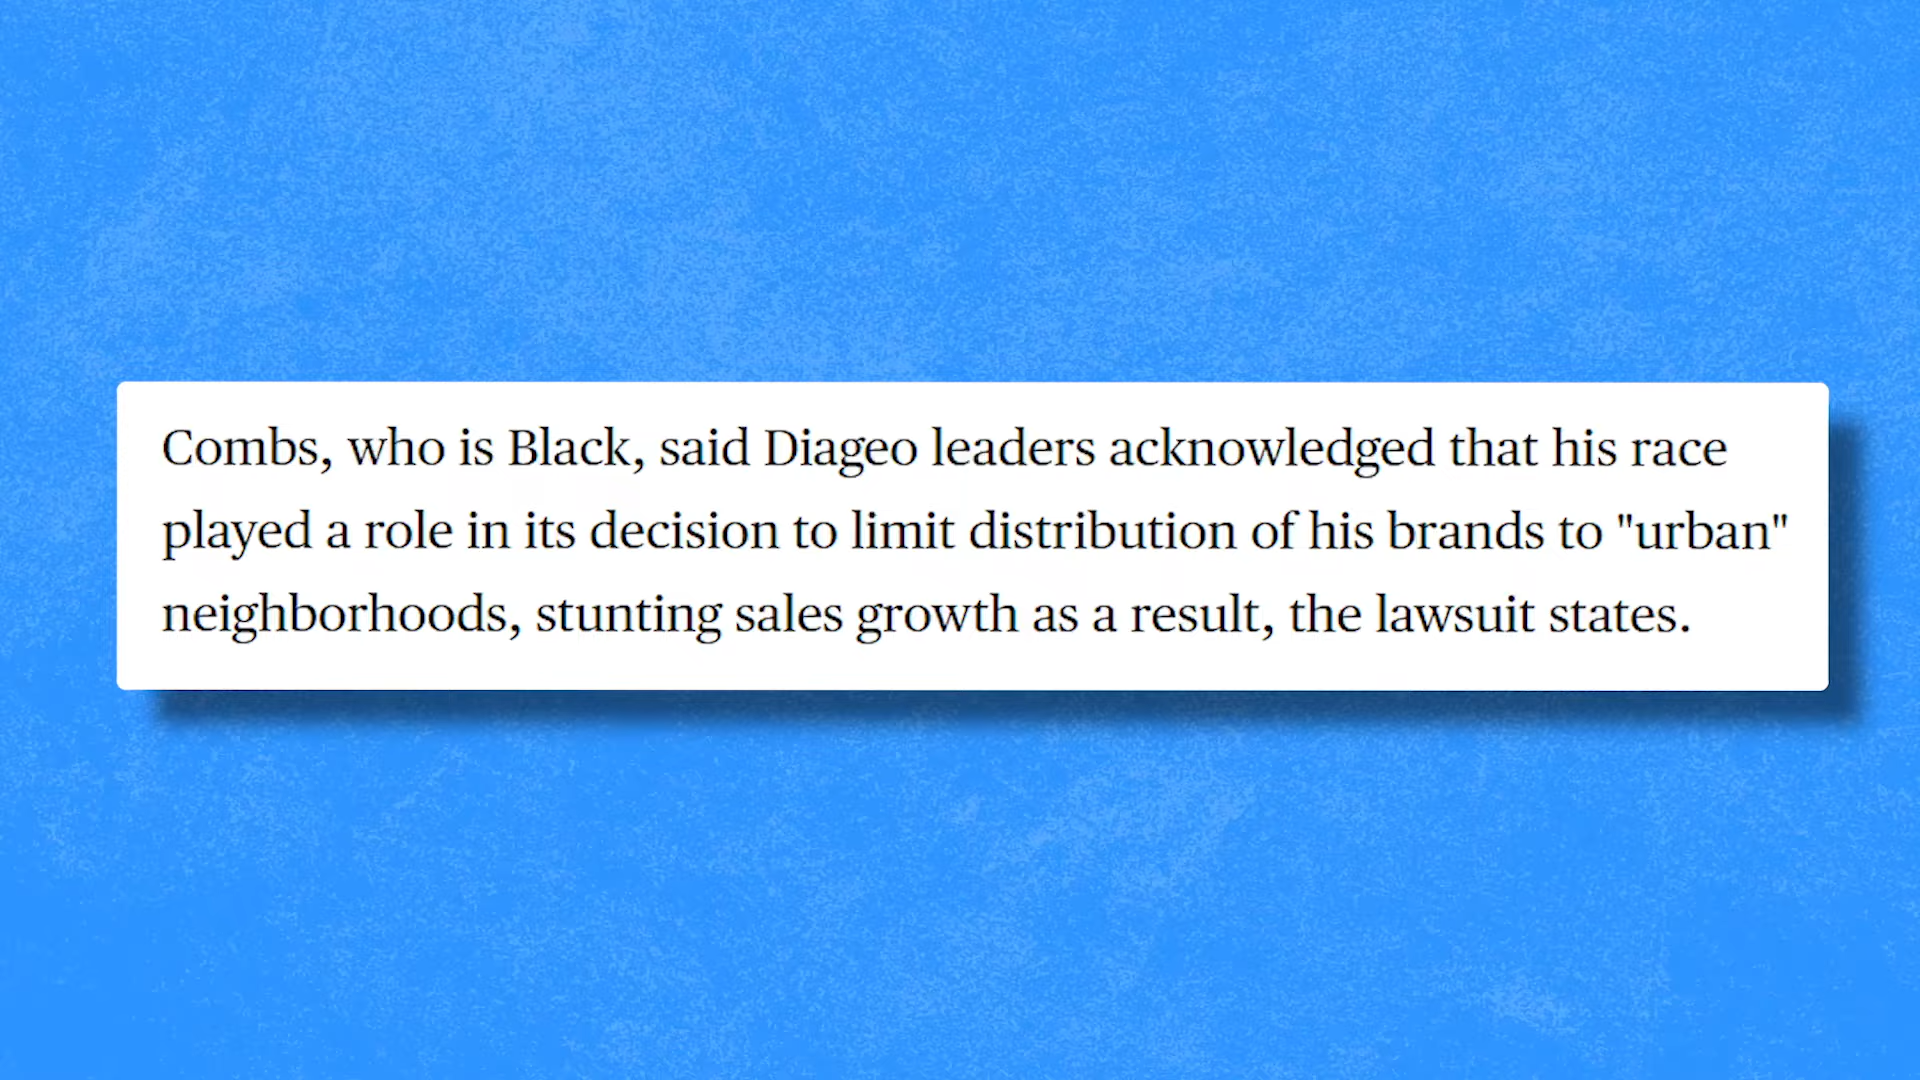 Combs, who is Black, said Diageo leaders acknowledged that his race
played a role in its decision to limit distribution of his brands to "urban"
neighborhoods, stunting sales growth as a result, the lawsuit states.